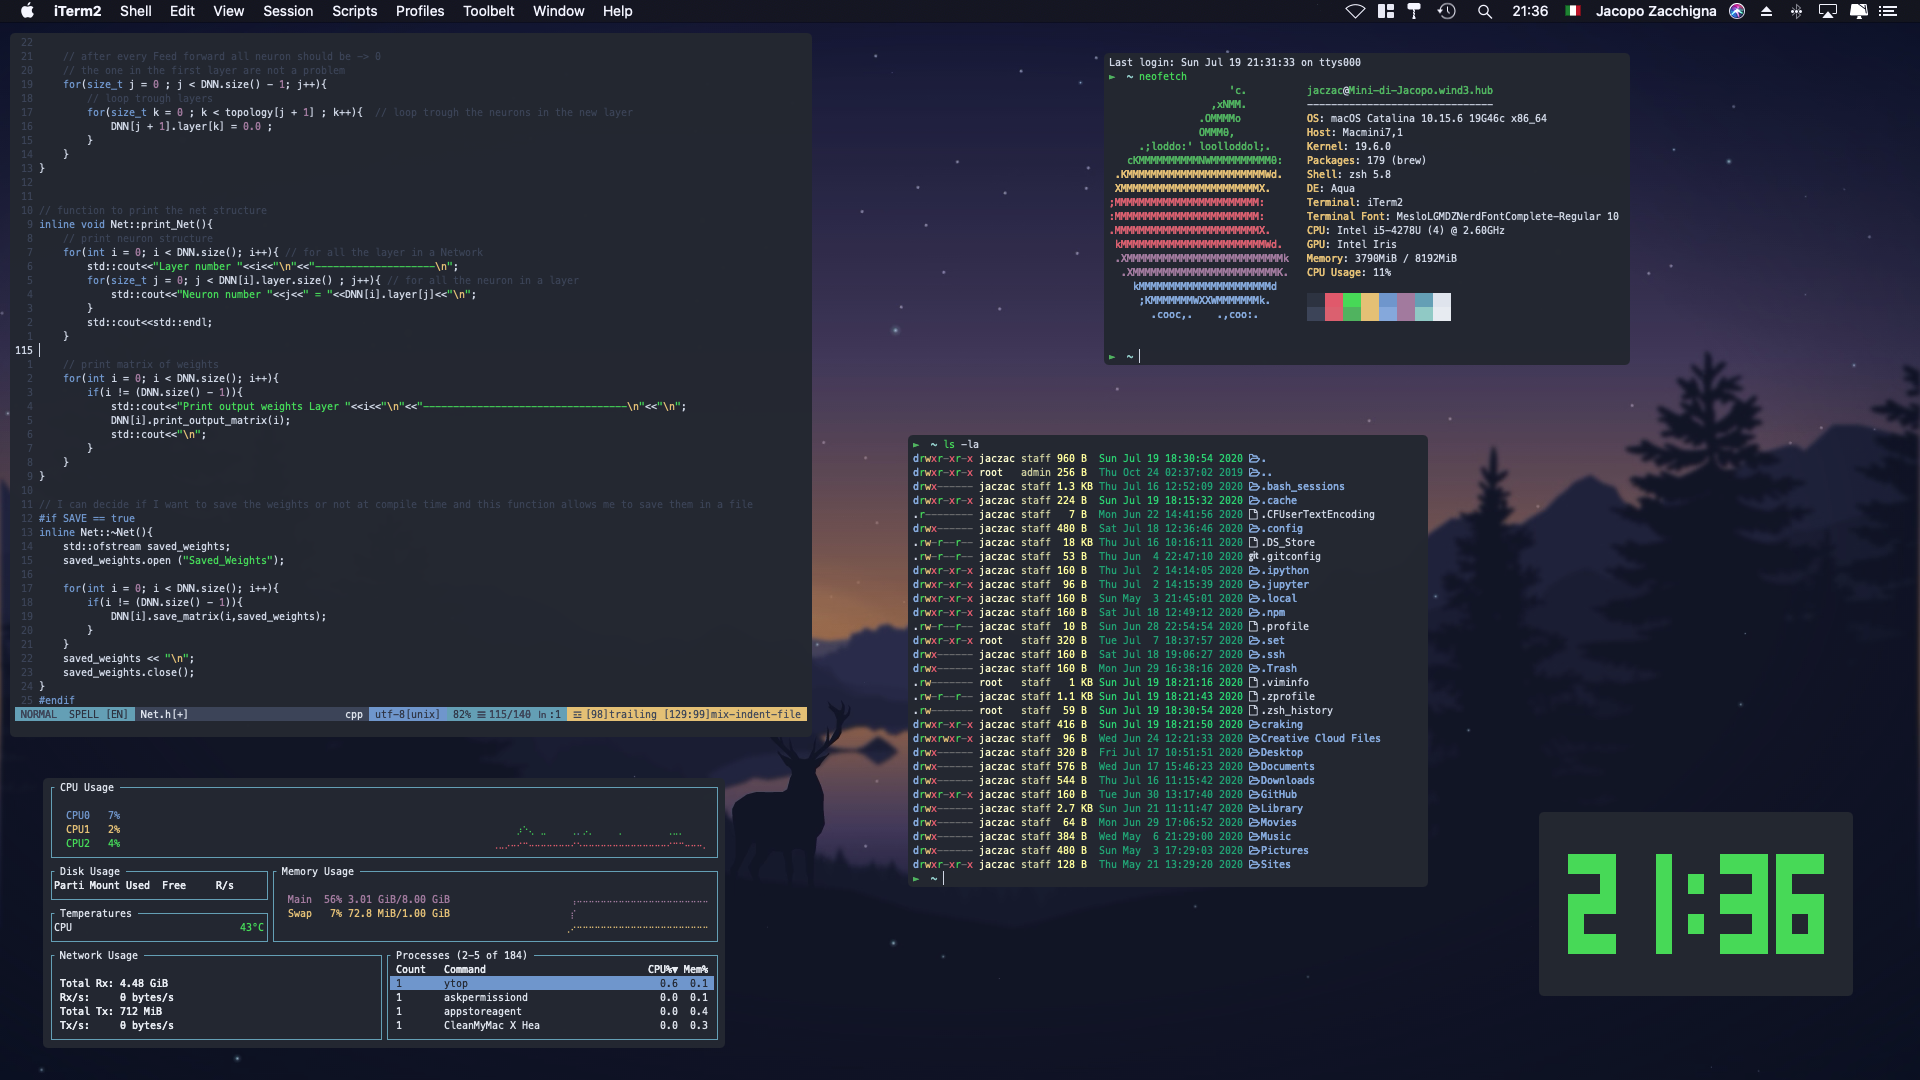 iTerm2 Shell Edit View Session Scripts Profiles Toolbelt Window Help 21:36 Jacopo Zacchigna
22
21 // after every Feed forward all neuron should be -> 0
20 // the one in the first layer are not a problem
19 for(size_t j = 0 ; j < DNN.size() - 1; j++){
18 // loop trough layers
17 for(size_t k = 0 ; k < topology[j + 1] ; k++){ // loop trough the neurons in the new layer
16 DNN[j + 1].layer[k] = 0.0 ;
15 }
14 }
13 }
12
11
10 // function to print the net structure
9 inline void Net::print_Net(){
8 // print neuron structure
7 for(int i = 0; i < DNN.size(); i++){ // for all the layer in a Network
6 std::cout<<"Layer number "<<i<<"\n"<<"--------------------\n";
5 for(size_t j = 0; j < DNN[i].layer.size() ; j++){ // for all the neuron in a layer
4 std::cout<<"Neuron number "<<j<<" = "<<DNN[i].layer[j]<<"\n";
3 }
2 std::cout<<std::endl;
1 }
115
1 // print matrix of weights
2 for(int i = 0; i < DNN.size(); i++){
3 if(i != (DNN.size() - 1)){
4 std::cout<<"Print output weights Layer "<<i<<"\n"<<"----------------------------------\n"<<"\n";
5 DNN[i].print_output_matrix(i);
6 std::cout<<"\n";
7 }
8 }
9 }
10
11 // I can decide if I want to save the weights or not at compile time and this function allows me to save them in a file
12 #if SAVE == true
13 inline Net::~Net(){
14 std::ofstream saved_weights;
15 saved_weights.open ("Saved_Weights");
16
17 for(int i = 0; i < DNN.size(); i++){
18 if(i != (DNN.size() - 1)){
19 DNN[i].save_matrix(i,saved_weights);
20 }
21 }
22 saved_weights << "\n";
23 saved_weights.close();
24 }
25 #endif
NORMAL SPELL [EN] Net.h[+] cpp utf-8[unix] 82% ☰ 115/140 ln :1 ☲ [98]trailing [129:99]mix-indent-file
Last login: Sun Jul 19 21:31:33 on ttys000
► ~ neofetch
'c. jaczac@Mini-di-Jacopo.wind3.hub
,xNMM. -------------------------------
.OMMMMo OS: macOS Catalina 10.15.6 19G46c x86_64
OMMM0, Host: Macmini7,1
.;loddo:' loolloddol;. Kernel: 19.6.0
cKMMMMMMMMMMNWMMMMMMMMMM0: Packages: 179 (brew)
.KMMMMMMMMMMMMMMMMMMMMMMMWd. Shell: zsh 5.8
XMMMMMMMMMMMMMMMMMMMMMMMX. DE: Aqua
;MMMMMMMMMMMMMMMMMMMMMMMM: Terminal: iTerm2
:MMMMMMMMMMMMMMMMMMMMMMMM: Terminal Font: MesloLGMDZNerdFontComplete-Regular 10
.MMMMMMMMMMMMMMMMMMMMMMMMX. CPU: Intel i5-4278U (4) @ 2.60GHz
kMMMMMMMMMMMMMMMMMMMMMMMMWd. GPU: Intel Iris
.XMMMMMMMMMMMMMMMMMMMMMMMMMMk Memory: 3790MiB / 8192MiB
.XMMMMMMMMMMMMMMMMMMMMMMMMK. CPU Usage: 11%
kMMMMMMMMMMMMMMMMMMMMMMd
;KMMMMMMMWXXWMMMMMMMk.
.cooc,. .,coo:.
► ~
► ~ ls -la
drwxr-xr-x jaczac staff 960 B Sun Jul 19 18:30:54 2020 .
drwxr-xr-x root admin 256 B Thu Oct 24 02:37:02 2019 ..
drwx------ jaczac staff 1.3 KB Thu Jul 16 12:52:09 2020 .bash_sessions
drwxr-xr-x jaczac staff 224 B Sun Jul 19 18:15:32 2020 .cache
.r-------- jaczac staff 7 B Mon Jun 22 14:41:56 2020 .CFUserTextEncoding
drwx------ jaczac staff 480 B Sat Jul 18 12:36:46 2020 .config
.rw-r--r-- jaczac staff 18 KB Thu Jul 16 10:16:11 2020 .DS_Store
.rw-r--r-- jaczac staff 53 B Thu Jun 4 22:47:10 2020 git .gitconfig
drwxr-xr-x jaczac staff 160 B Thu Jul 2 14:14:05 2020 .ipython
drwxr-xr-x jaczac staff 96 B Thu Jul 2 14:15:39 2020 .jupyter
drwxr-xr-x jaczac staff 160 B Sun May 3 21:45:01 2020 .local
drwxr-xr-x jaczac staff 160 B Sat Jul 18 12:49:12 2020 .npm
.rw-r--r-- jaczac staff 10 B Sun Jun 28 22:54:54 2020 .profile
drwxr-xr-x root staff 320 B Tue Jul 7 18:37:57 2020 .set
drwx------ jaczac staff 160 B Sat Jul 18 19:06:27 2020 .ssh
drwx------ jaczac staff 160 B Mon Jun 29 16:38:16 2020 .Trash
.rw------- root staff 1 KB Sun Jul 19 18:21:16 2020 .viminfo
.rw-r--r-- jaczac staff 1.1 KB Sun Jul 19 18:21:43 2020 .zprofile
.rw------- root staff 59 B Sun Jul 19 18:30:54 2020 .zsh_history
drwxr-xr-x jaczac staff 416 B Sun Jul 19 18:21:50 2020 craking
drwxrwxr-x jaczac staff 96 B Wed Jun 24 12:21:33 2020 Creative Cloud Files
drwx------ jaczac staff 320 B Fri Jul 17 10:51:51 2020 Desktop
drwx------ jaczac staff 576 B Wed Jun 17 15:46:23 2020 Documents
drwx------ jaczac staff 544 B Thu Jul 16 11:15:42 2020 Downloads
drwxr-xr-x jaczac staff 160 B Tue Jun 30 13:17:40 2020 GitHub
drwx------ jaczac staff 2.7 KB Sun Jun 21 11:11:47 2020 Library
drwx------ jaczac staff 64 B Mon Jun 29 17:06:52 2020 Movies
drwx------ jaczac staff 384 B Wed May 6 21:29:00 2020 Music
drwx------ jaczac staff 480 B Sun May 3 17:29:03 2020 Pictures
drwxr-xr-x jaczac staff 128 B Thu May 21 13:29:20 2020 Sites
► ~
CPU Usage
CPU0 7%
CPU1 2%
CPU2 4%
Disk Usage
Parti Mount Used Free R/s
Temperatures
CPU 43°C
Memory Usage
Main 56% 3.01 GiB/8.00 GiB
Swap 7% 72.8 MiB/1.00 GiB
Network Usage
Total Rx: 4.48 GiB
Rx/s: 0 bytes/s
Total Tx: 712 MiB
Tx/s: 0 bytes/s
Processes (2-5 of 184)
Count Command CPU%▼ Mem%
1 ytop 0.6 0.1
1 askpermissiond 0.0 0.1
1 appstoreagent 0.0 0.4
1 CleanMyMac X Hea 0.0 0.3
21:36